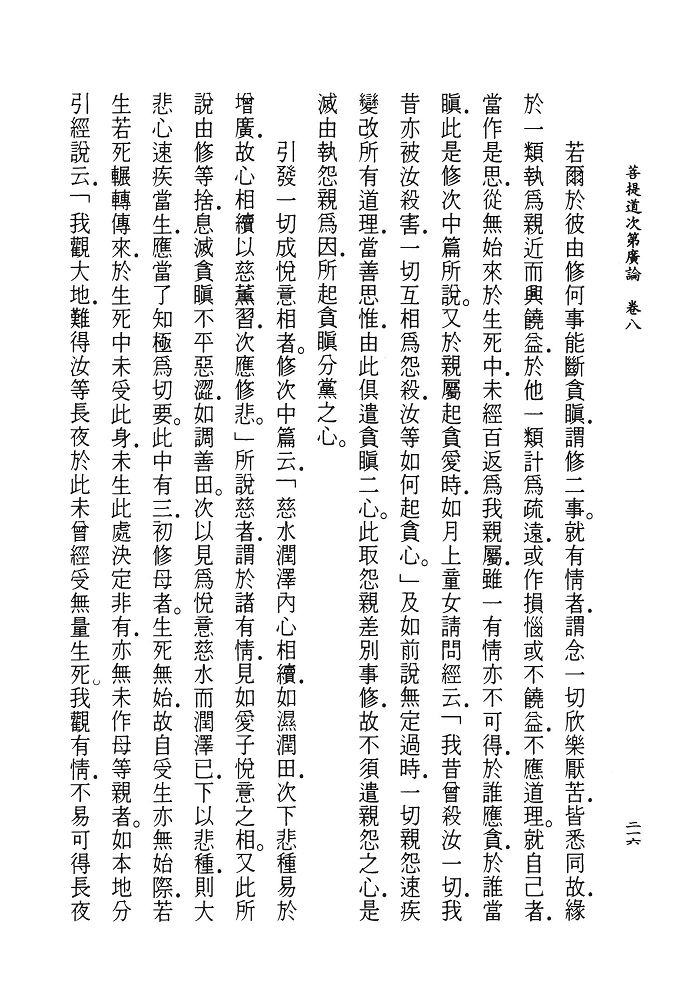 菩提道次第廣論　卷八
二一六
若爾於彼由修何事能斷貪瞋．謂修二事。就有情者．謂念一切欣樂厭苦．皆悉同故．緣
於一類執爲親近而興饒益．於他一類計爲疏遠．或作損惱或不饒益．不應道理。就自己者．
當作是思．從無始來於生死中．未經百返爲我親屬．雖一有情亦不可得．於誰應貪．於誰當
瞋．此是修次中篇所說。又於親屬起貪愛時．如月上童女請問經云．「我昔曾殺汝一切．我
昔亦被汝殺害．一切互相爲怨殺．汝等如何起貪心。」及如前說無定過時．一切親怨速疾
變改所有道理．當善思惟．由此俱遣貪瞋二心。此取怨親差別事修．故不須遣親怨之心．是
滅由執怨親爲因．所起貪瞋分黨之心。
引發一切成悅意相者。修次中篇云．「慈水潤澤內心相續．如濕潤田．次下悲種易於
增廣．故心相續以慈薰習．次應修悲。」所說慈者．謂於諸有情．見如愛子悅意之相。又此所
說由修等捨．息滅貪瞋不平惡澀．如調善田。次以見爲悅意慈水而潤澤已．下以悲種．則大
悲心速疾當生．應當了知極爲切要。此中有三．初修母者。生死無始．故自受生亦無始際．若
生若死輾轉傳來．於生死中未受此身．未生此處決定非有．亦無未作母等親者。如本地分
引經說云．「我觀大地．難得汝等長夜於此未曾經受無量生死。我觀有情．不易可得長夜